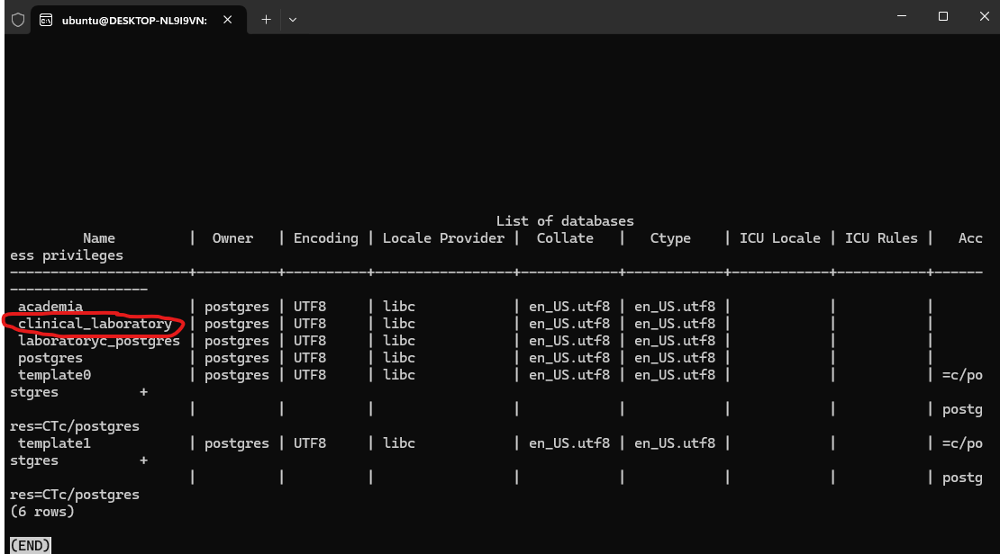 ubuntu@DESKTOP-NL9I9VN:
List of databases
Name | Owner | Encoding | Locale Provider | Collate | Ctype | ICU Locale | ICU Rules | Acc
ess privileges
----------------------+----------+----------+-----------------+------------+------------+------------+-----------+------
-----------------
academia | postgres | UTF8 | libc | en_US.utf8 | en_US.utf8 | | |
clinical_laboratory | postgres | UTF8 | libc | en_US.utf8 | en_US.utf8 | | |
laboratoryc_postgres | postgres | UTF8 | libc | en_US.utf8 | en_US.utf8 | | |
postgres | postgres | UTF8 | libc | en_US.utf8 | en_US.utf8 | | |
template0 | postgres | UTF8 | libc | en_US.utf8 | en_US.utf8 | | | =c/po
stgres +
| | | | | | | | postg
res=CTc/postgres
template1 | postgres | UTF8 | libc | en_US.utf8 | en_US.utf8 | | | =c/po
stgres +
| | | | | | | | postg
res=CTc/postgres
(6 rows)
(END)